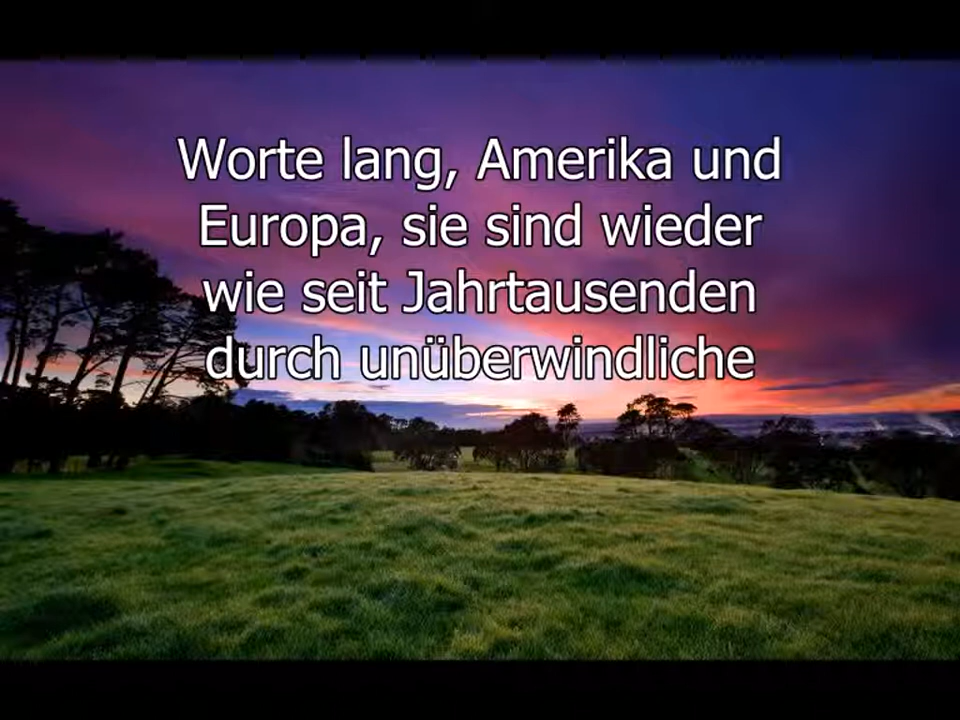 Worte lang, Amerika und
Europa, sie sind wieder
wie seit Jahrtausenden
durch unüberwindliche